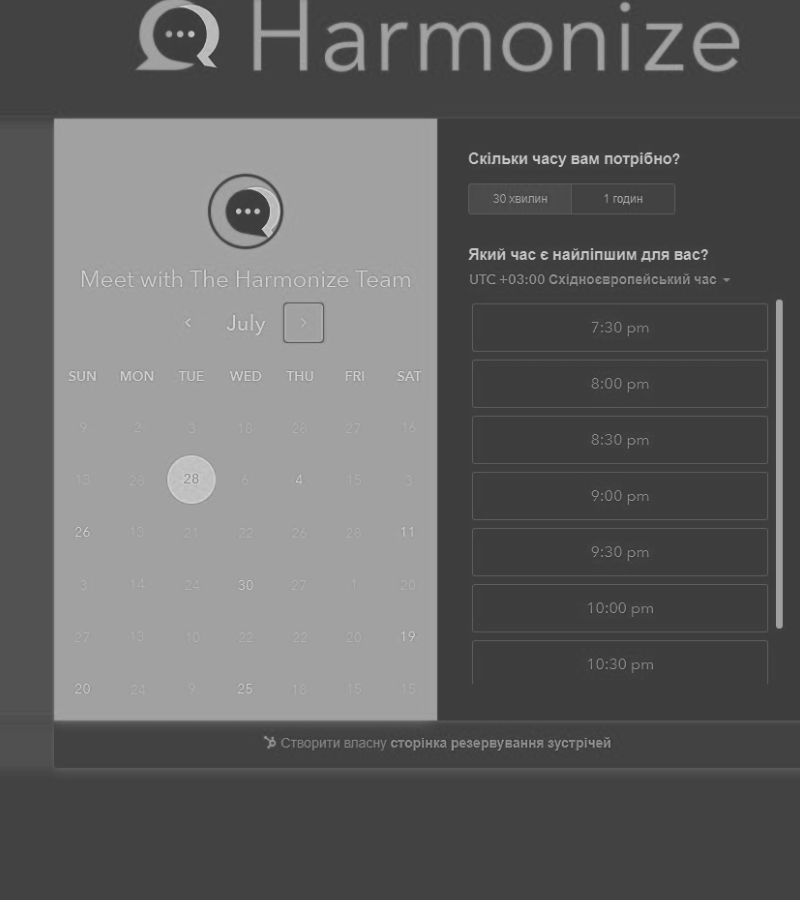 Harmonize
Meet with The Harmonize Team
July
SUN MON TUE WED THU FRI SAT
9 2 3 18 28 27 16
13 28 28 6 4 15 3
26 13 21 22 26 28 11
3 14 24 30 27 1 20
27 13 10 22 22 20 19
20 24 9 25 18 15 15
Скільки часу вам потрібно?
30 хвилин 1 годин
Який час є найліпшим для вас?
UTC +03:00 Східноєвропейський час
7:30 pm
8:00 pm
8:30 pm
9:00 pm
9:30 pm
10:00 pm
10:30 pm
Створити власну сторінка резервування зустрічей